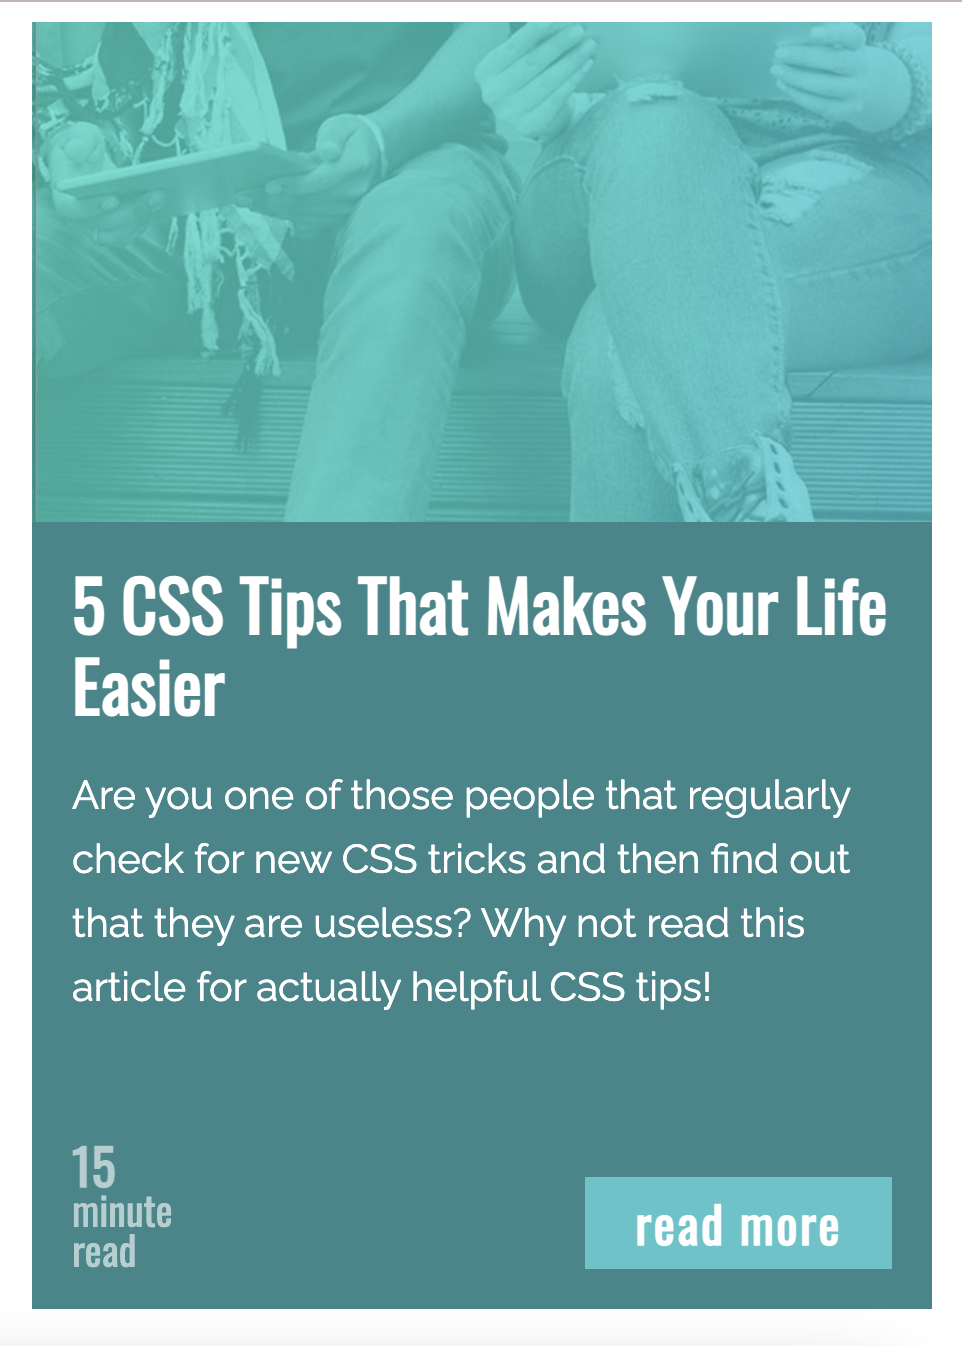 5 CSS Tips That Makes Your Life
Easier
Are you one of those people that regularly
check for new CSS tricks and then find out
that they are useless? Why not read this
article for actually helpful CSS tips!
15
minute
read
read more